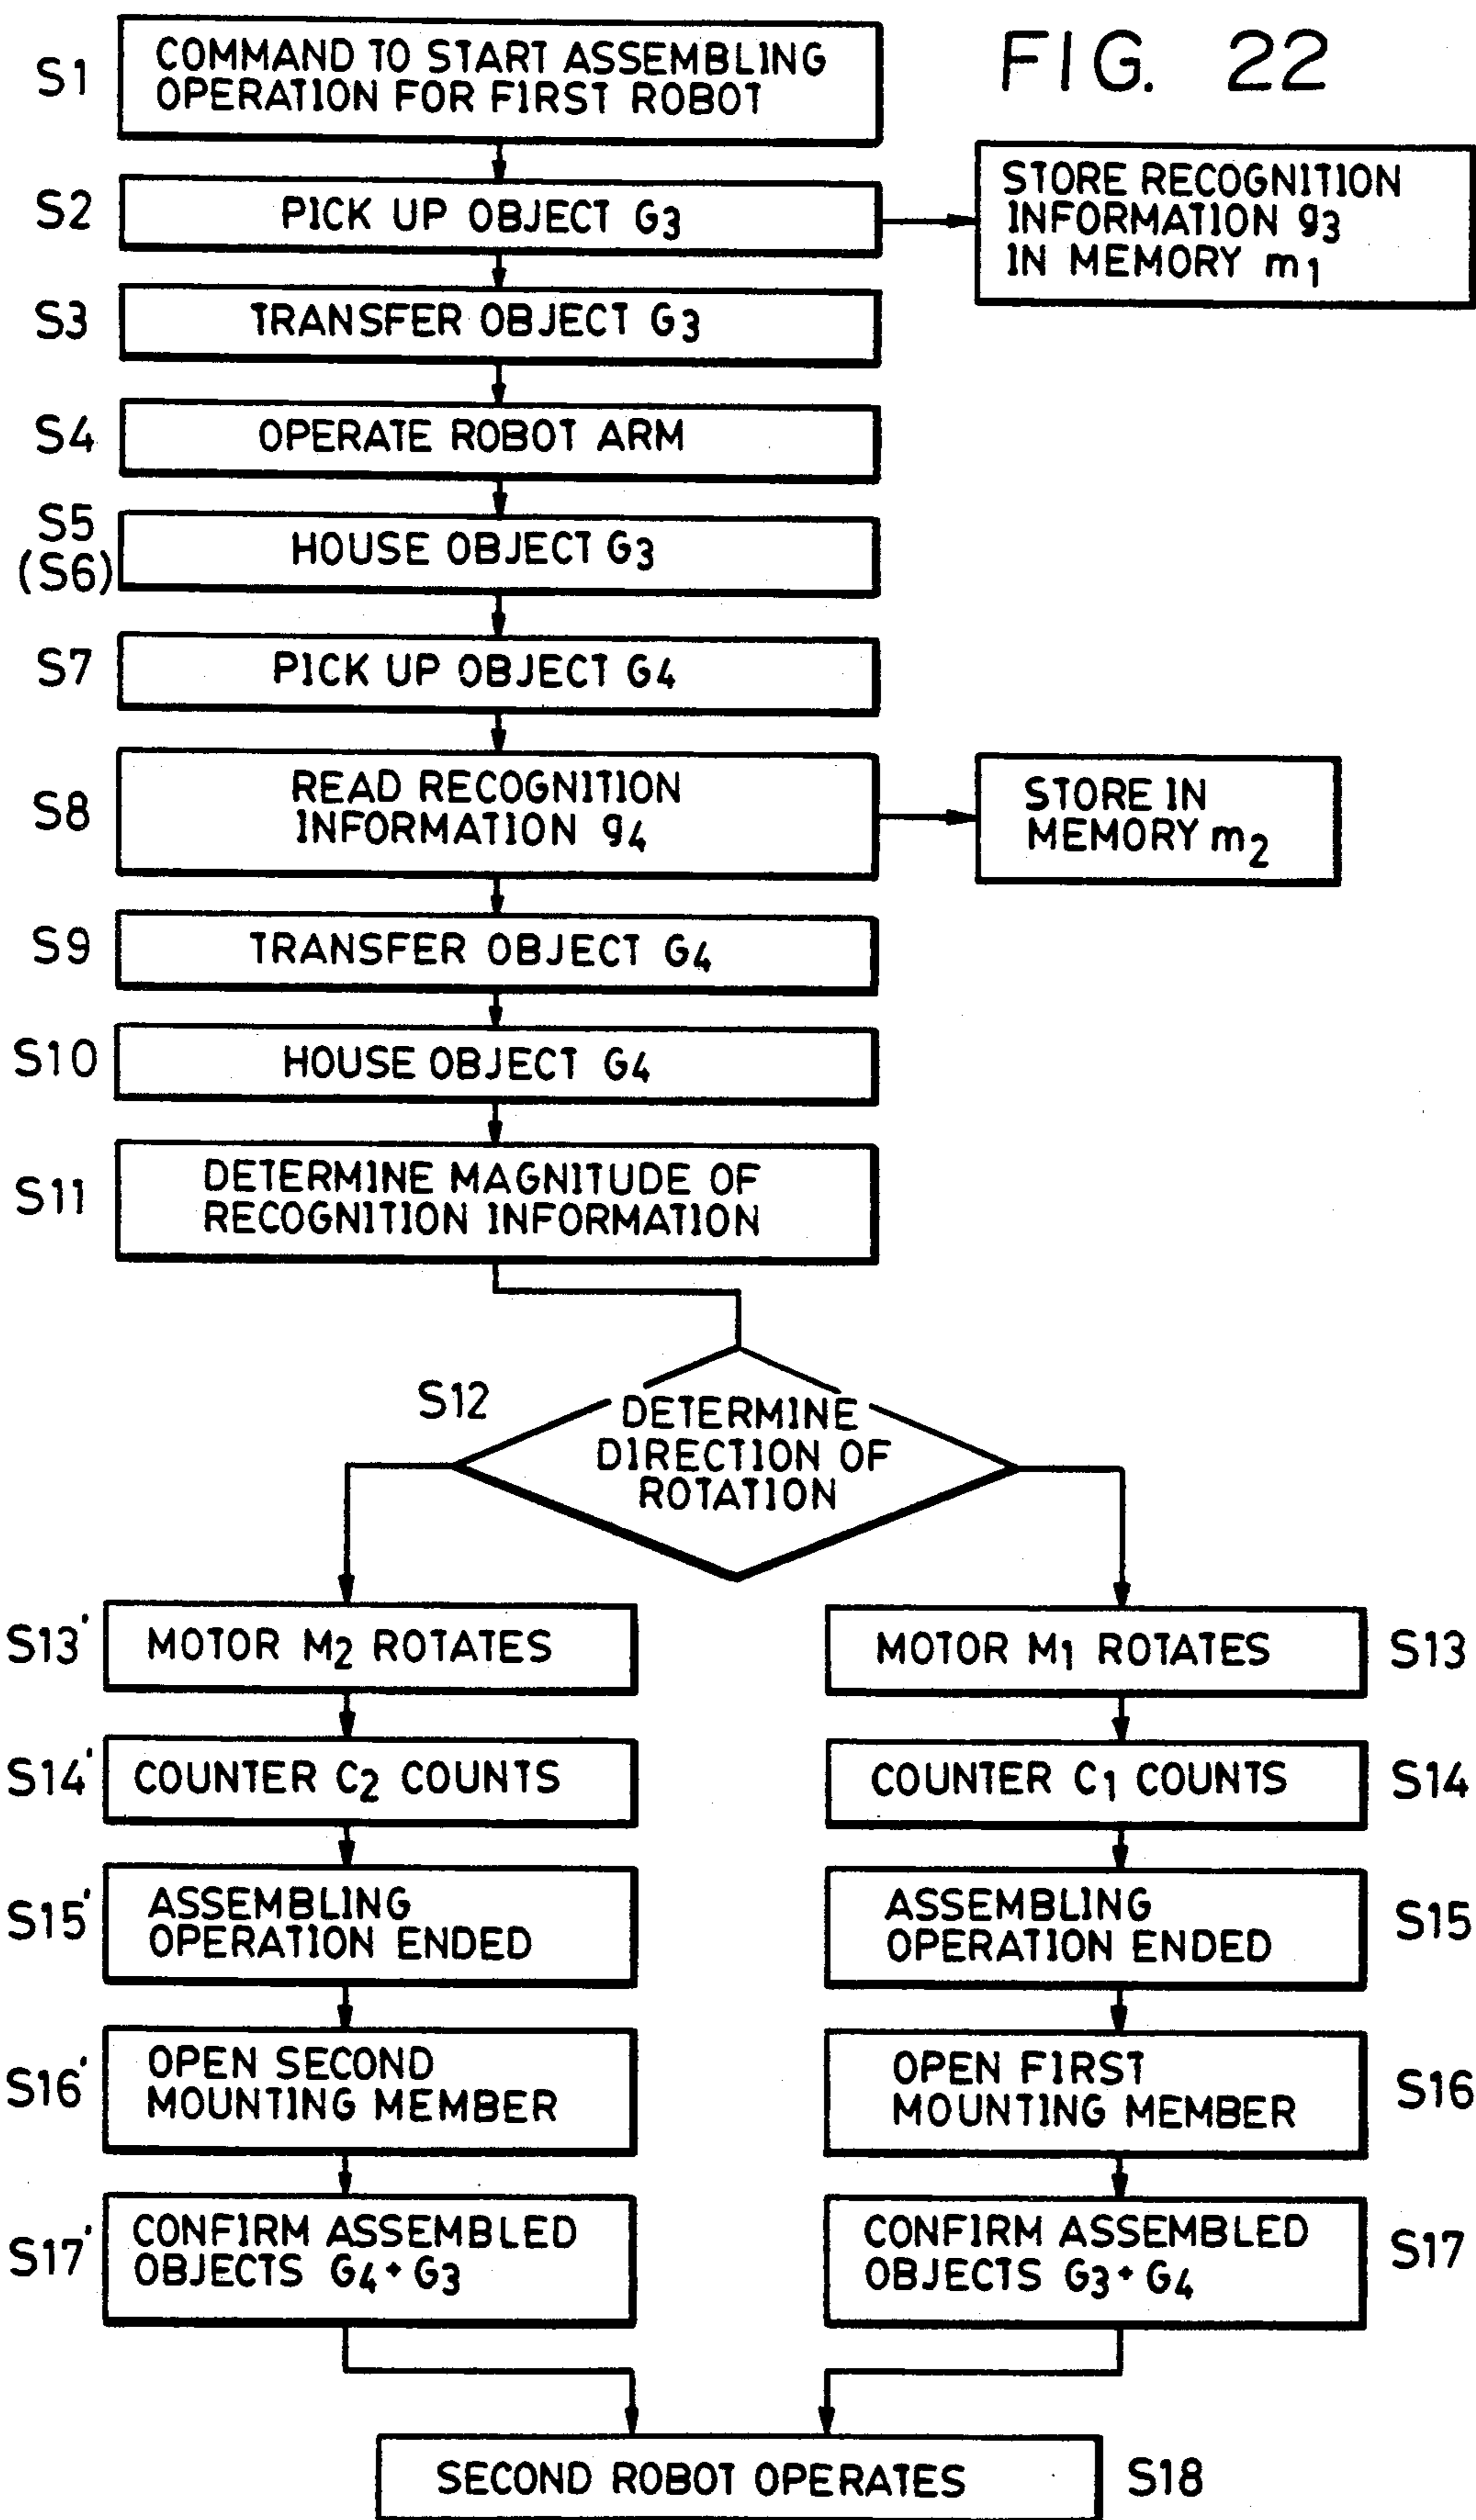 FIG. 22
S1
COMMAND TO START ASSEMBLING
OPERATION FOR FIRST ROBOT
S2
PICK UP OBJECT G3
STORE RECOGNITION
INFORMATION g3
IN MEMORY m1
S3
TRANSFER OBJECT G3
S4
OPERATE ROBOT ARM
S5
(S6)
HOUSE OBJECT G3
S7
PICK UP OBJECT G4
S8
READ RECOGNITION
INFORMATION g4
STORE IN
MEMORY m2
S9
TRANSFER OBJECT G4
S10
HOUSE OBJECT G4
S11
DETERMINE MAGNITUDE OF
RECOGNITION INFORMATION
S12
DETERMINE
DIRECTION OF
ROTATION
S13'
MOTOR M2 ROTATES
MOTOR M1 ROTATES
S13
S14'
COUNTER C2 COUNTS
COUNTER C1 COUNTS
S14
S15'
ASSEMBLING
OPERATION ENDED
ASSEMBLING
OPERATION ENDED
S15
S16'
OPEN SECOND
MOUNTING MEMBER
OPEN FIRST
MOUNTING MEMBER
S16
S17'
CONFIRM ASSEMBLED
OBJECTS G4+G3
CONFIRM ASSEMBLED
OBJECTS G3+G4
S17
SECOND ROBOT OPERATES
S18